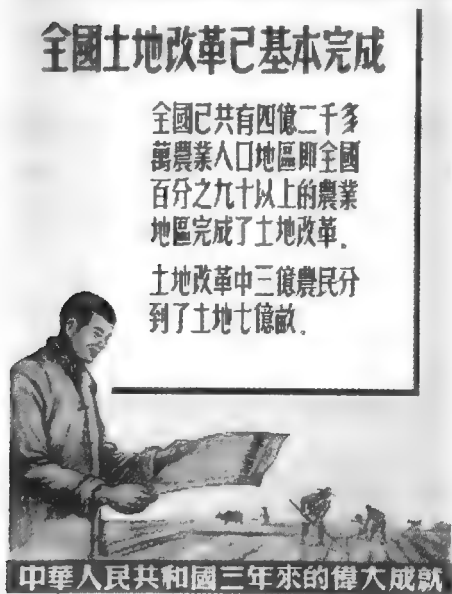 全國土地改革已基本完成
全國已共有四億二千多
萬農業人口地區即全國
百分之九十以上的農業
地區完成了土地改革.
土地改革中三億農民分
到了土地七億畝.
中華人民共和國三年來的偉大成就